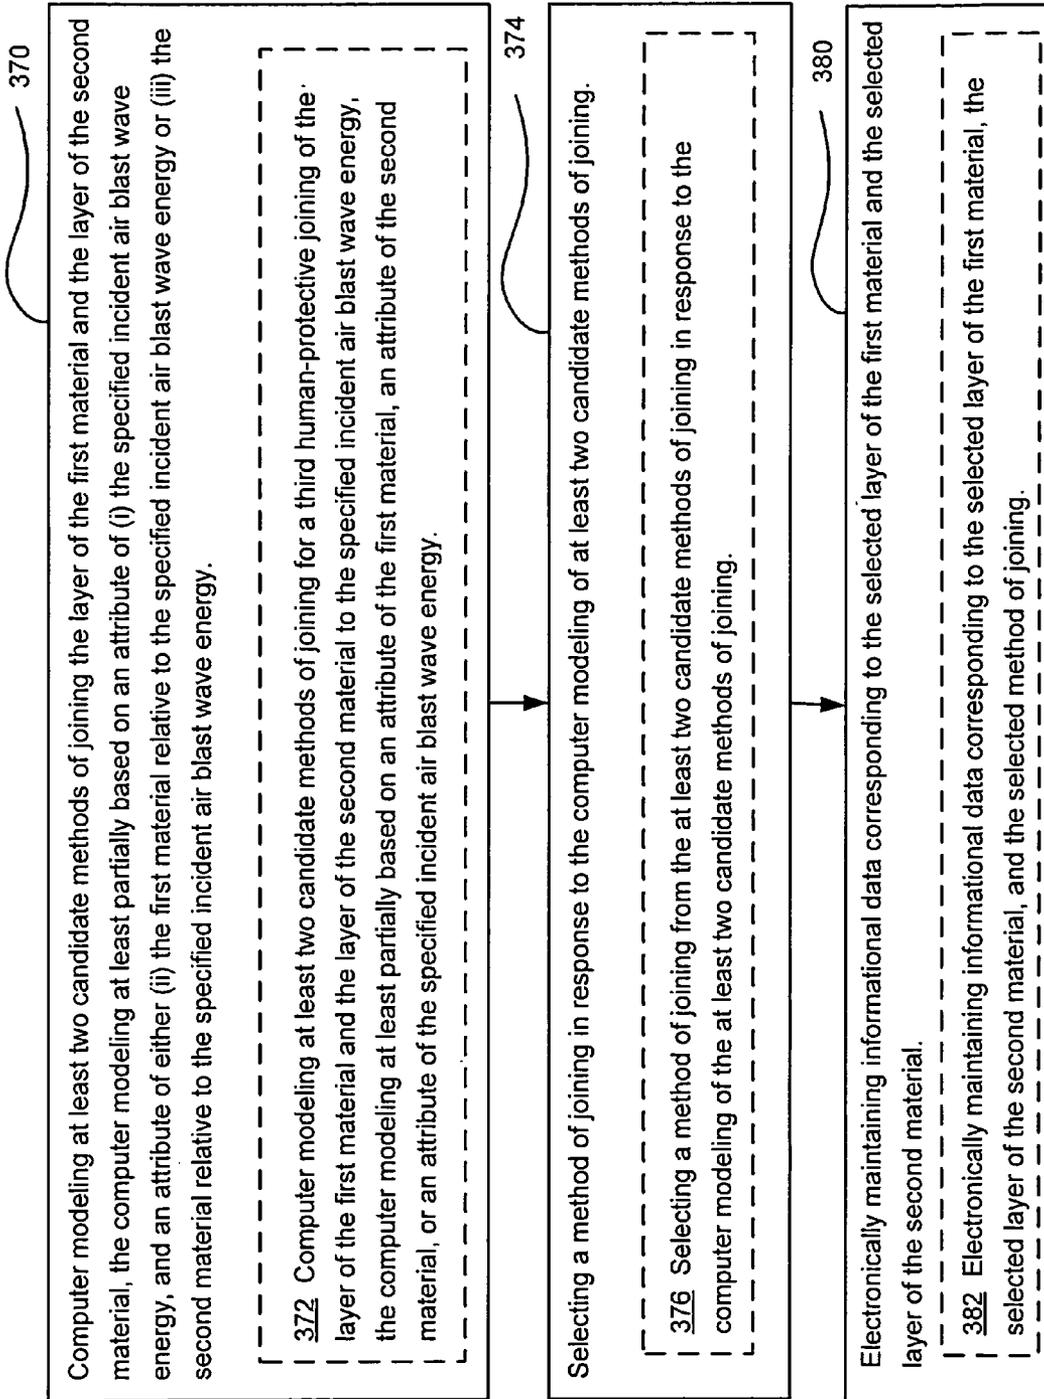 370
Computer modeling at least two candidate methods of joining the layer of the first material and the layer of the second
material, the computer modeling at least partially based on an attribute of (i) the specified incident air blast wave
energy, and an attribute of either (ii) the first material relative to the specified incident air blast wave energy or (iii) the
second material relative to the specified incident air blast wave energy.
372 Computer modeling at least two candidate methods of joining for a third human-protective joining of the
layer of the first material and the layer of the second material to the specified incident air blast wave energy,
the computer modeling at least partially based on an attribute of the first material, an attribute of the second
material, or an attribute of the specified incident air blast wave energy.
374
Selecting a method of joining in response to the computer modeling of at least two candidate methods of joining.
376 Selecting a method of joining from the at least two candidate methods of joining in response to the
computer modeling of the at least two candidate methods of joining.
380
Electronically maintaining informational data corresponding to the selected layer of the first material and the selected
layer of the second material.
382 Electronically maintaining informational data corresponding to the selected layer of the first material, the
selected layer of the second material, and the selected method of joining.